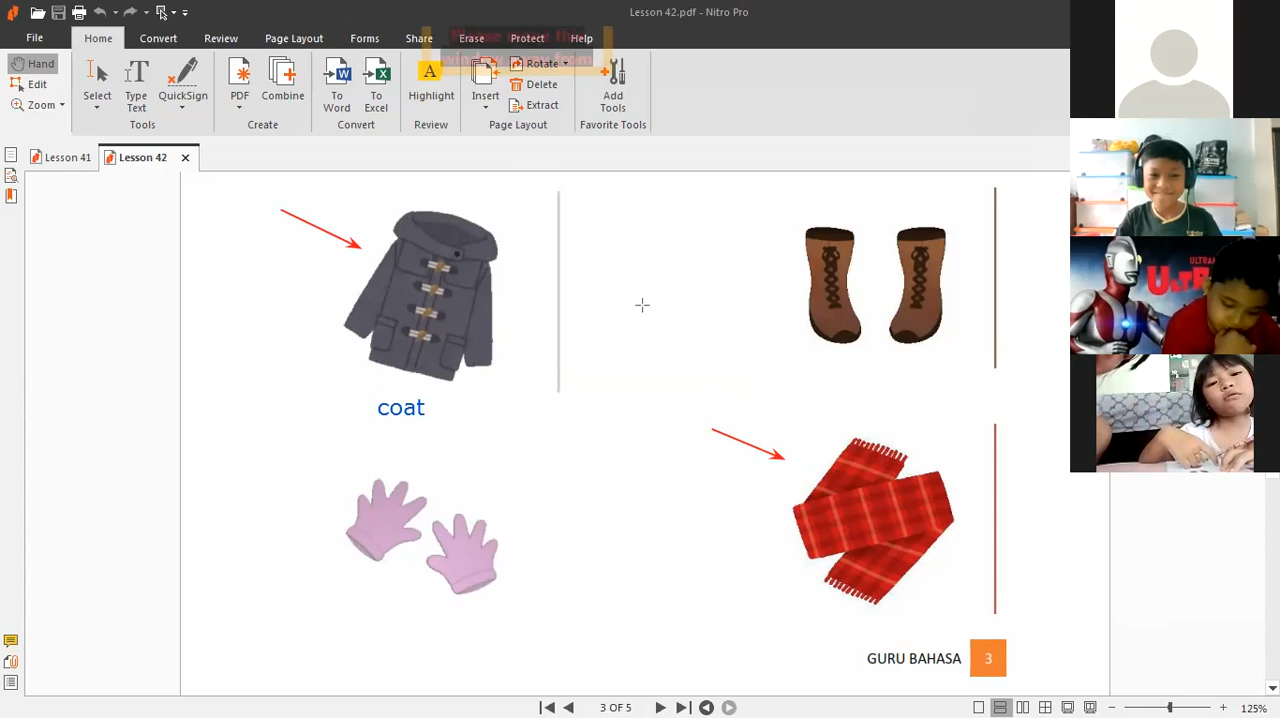 Lesson 42.pdf - Nitro Pro
File Home Convert Review Page Layout Forms Share Erase Protect Help
Hand
Edit
Zoom
Select
Type Text
QuickSign
Tools
PDF
Combine
Create
To Word
To Excel
Convert
A
Highlight
Review
Insert
Rotate
Delete
Extract
Page Layout
Add Tools
Favorite Tools
Lesson 41
Lesson 42
coat
GURU BAHASA 3
3 OF 5
125%